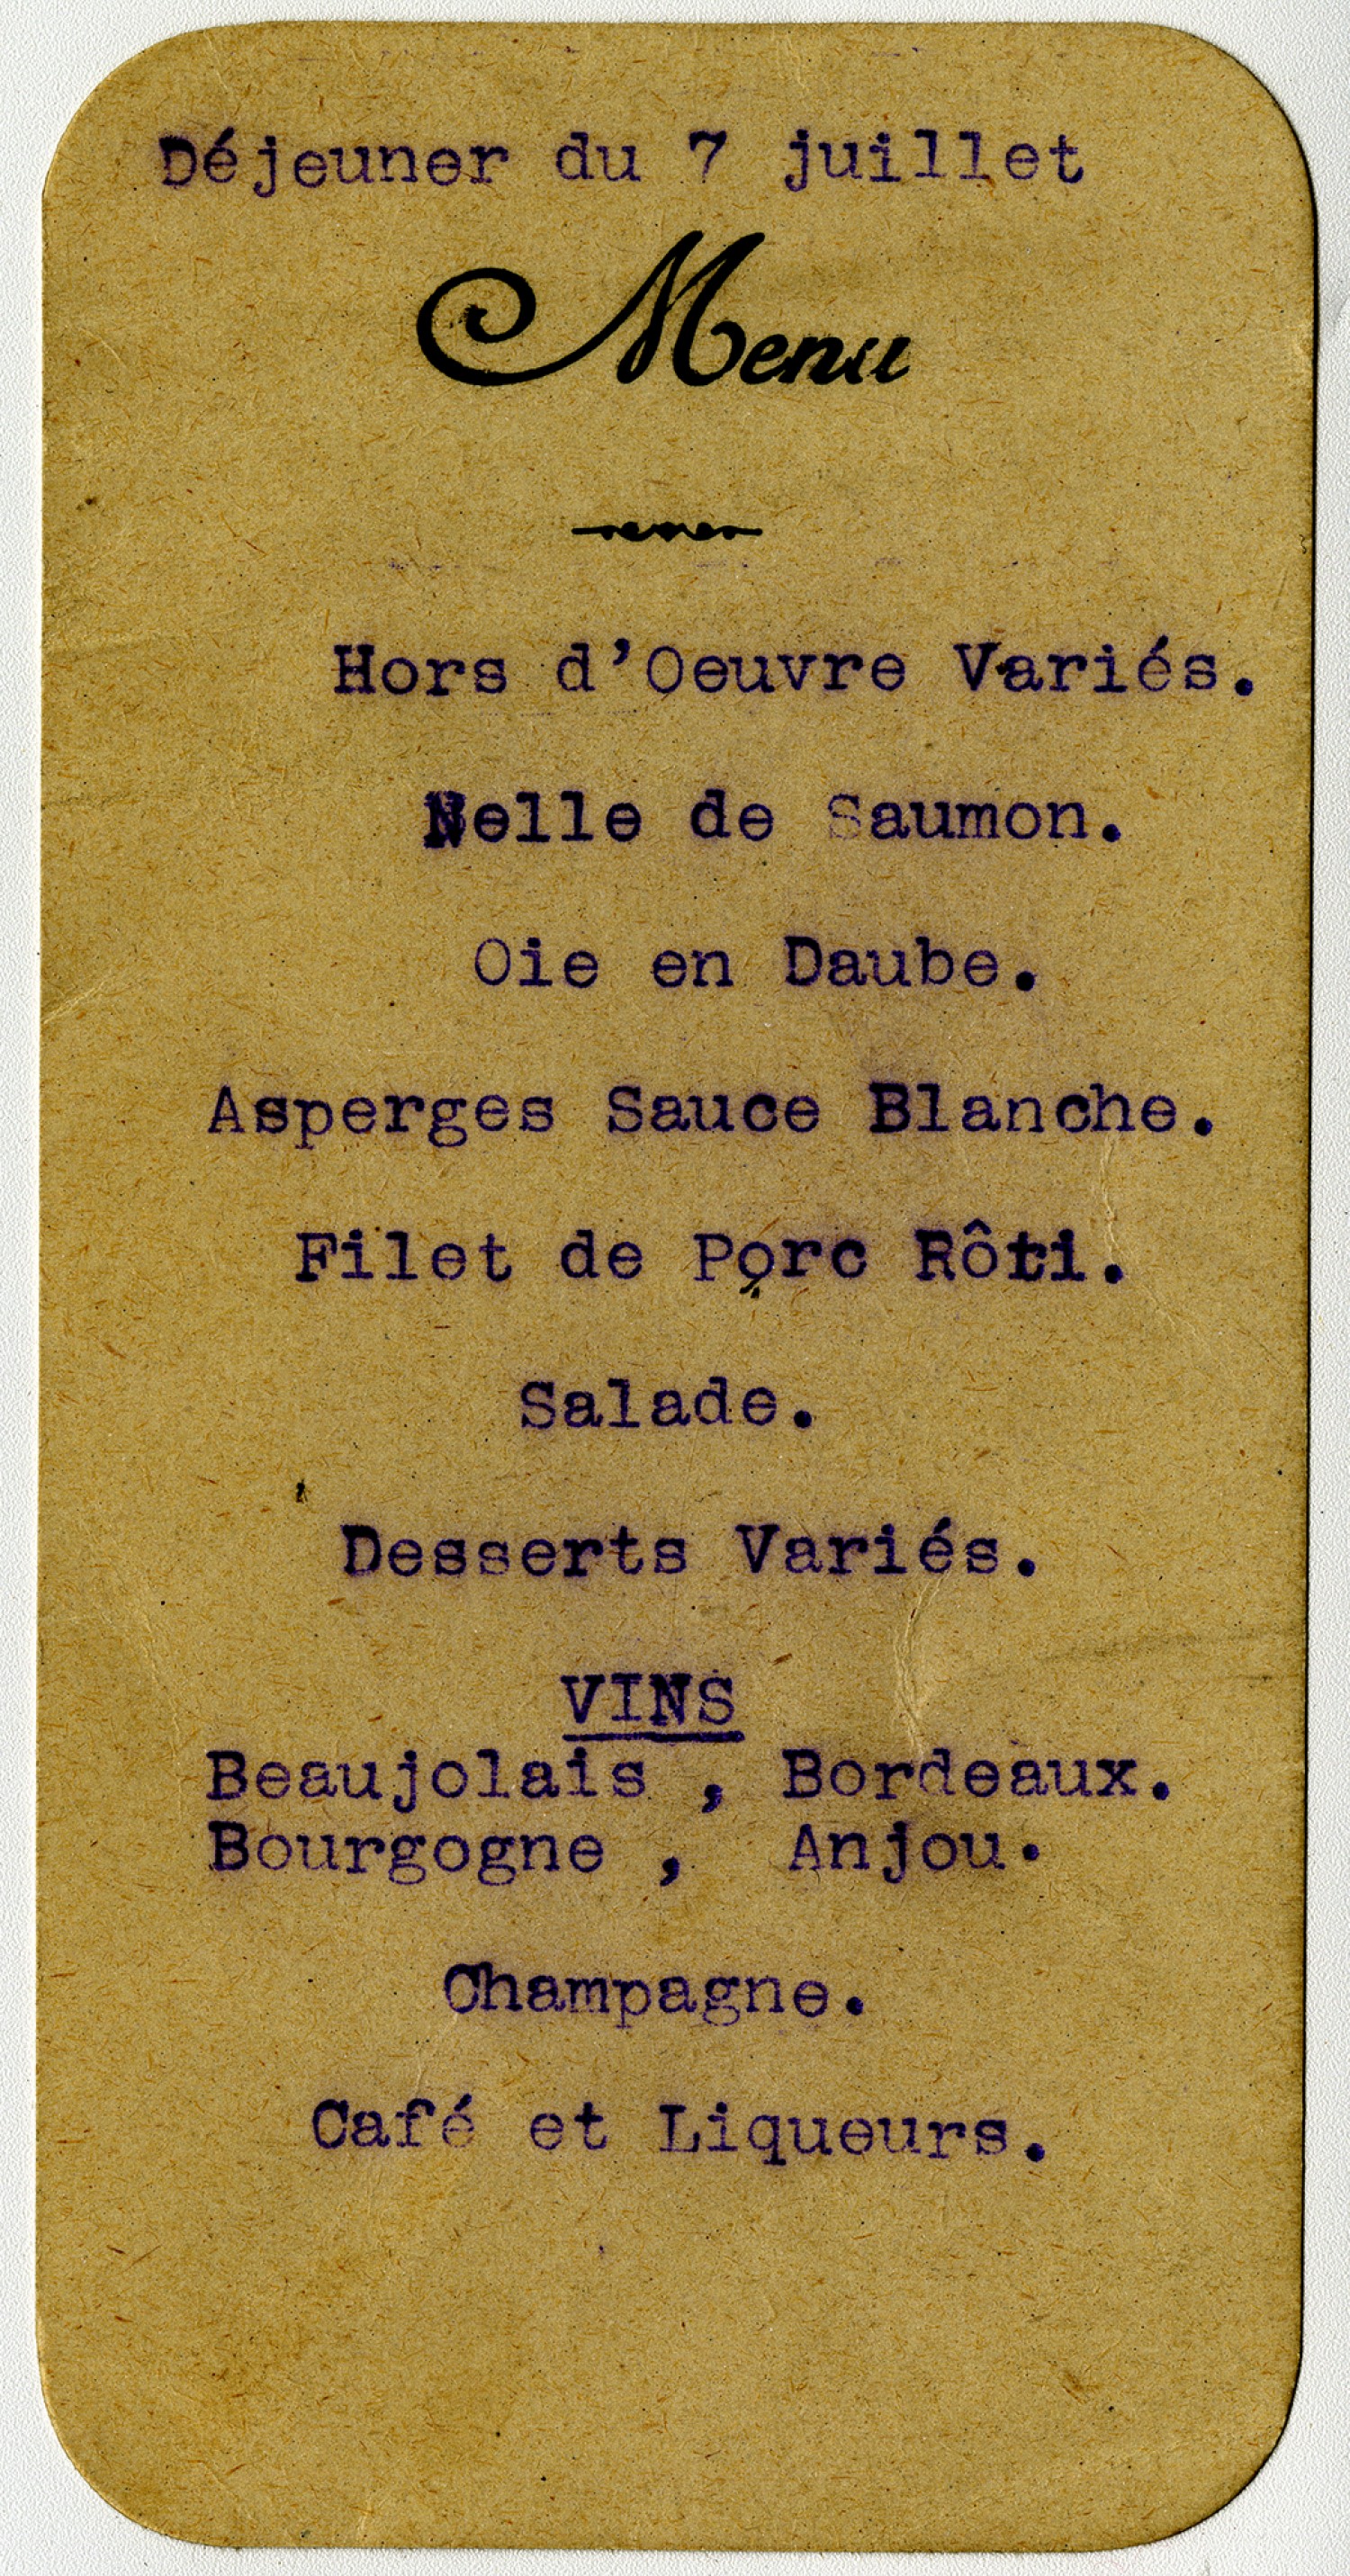 Déjeuner du 7 juillet
Menu
Hors d'Oeuvre Variés.
Nelle de Saumon.
Oie en Daube.
Asperges Sauce Blanche.
Filet de Porc Rôti.
Salade.
Desserts Variés.
VINS
Beaujolais , Bordeaux.
Bourgogne , Anjou.
Champagne.
Café et Liqueurs.